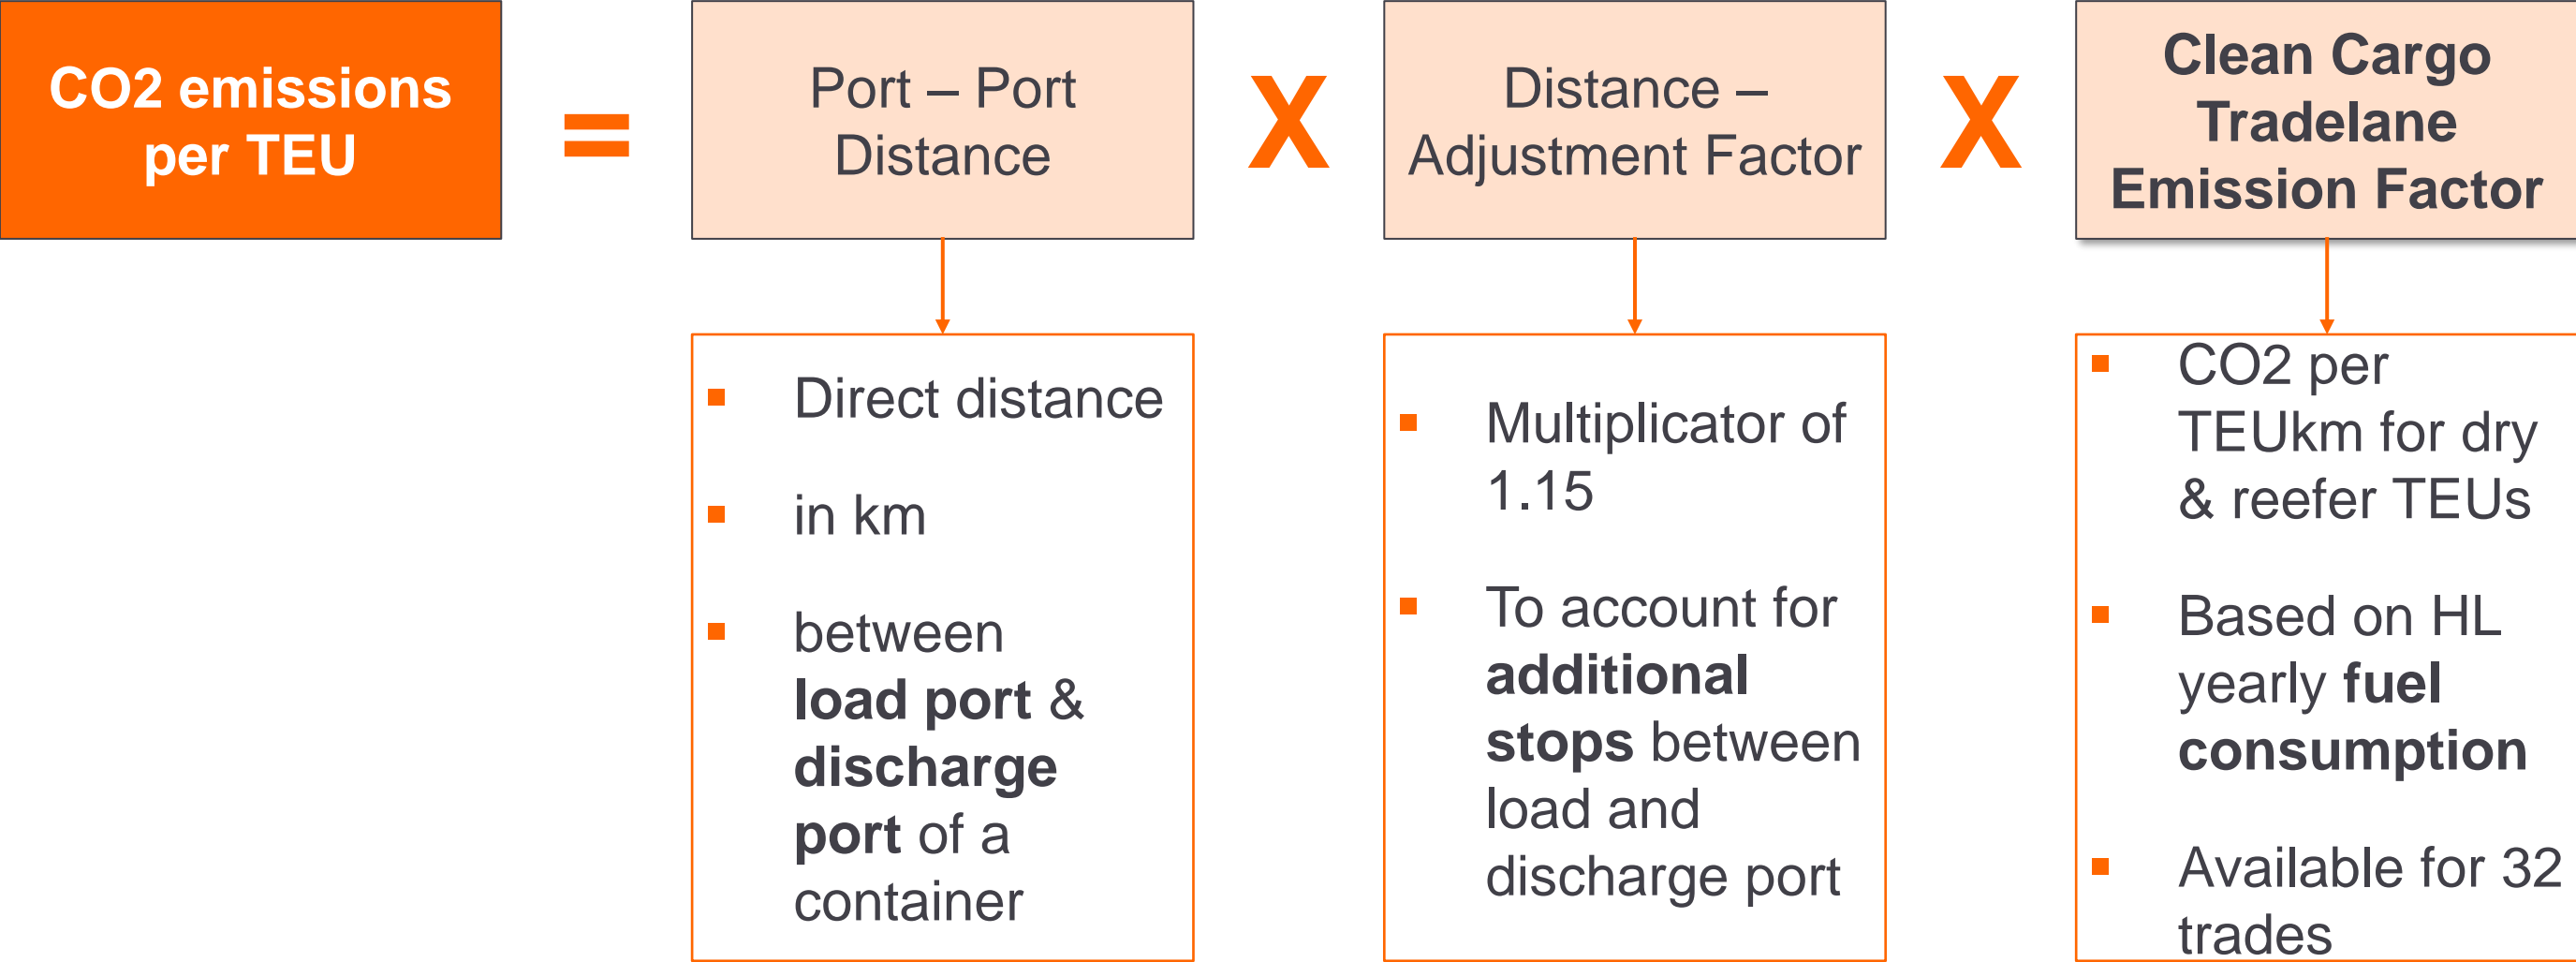 CO2 emissions
per TEU
=
Port – Port
Distance
X
Distance –
Adjustment Factor
X
Clean Cargo
Tradelane
Emission Factor
▪ Direct distance
▪ in km
▪ between
load port &
discharge
port of a
container
▪ Multiplicator of
1.15
▪ To account for
additional
stops between
load and
discharge port
▪ CO2 per
TEUkm for dry
& reefer TEUs
▪ Based on HL
yearly fuel
consumption
▪ Available for 32
trades